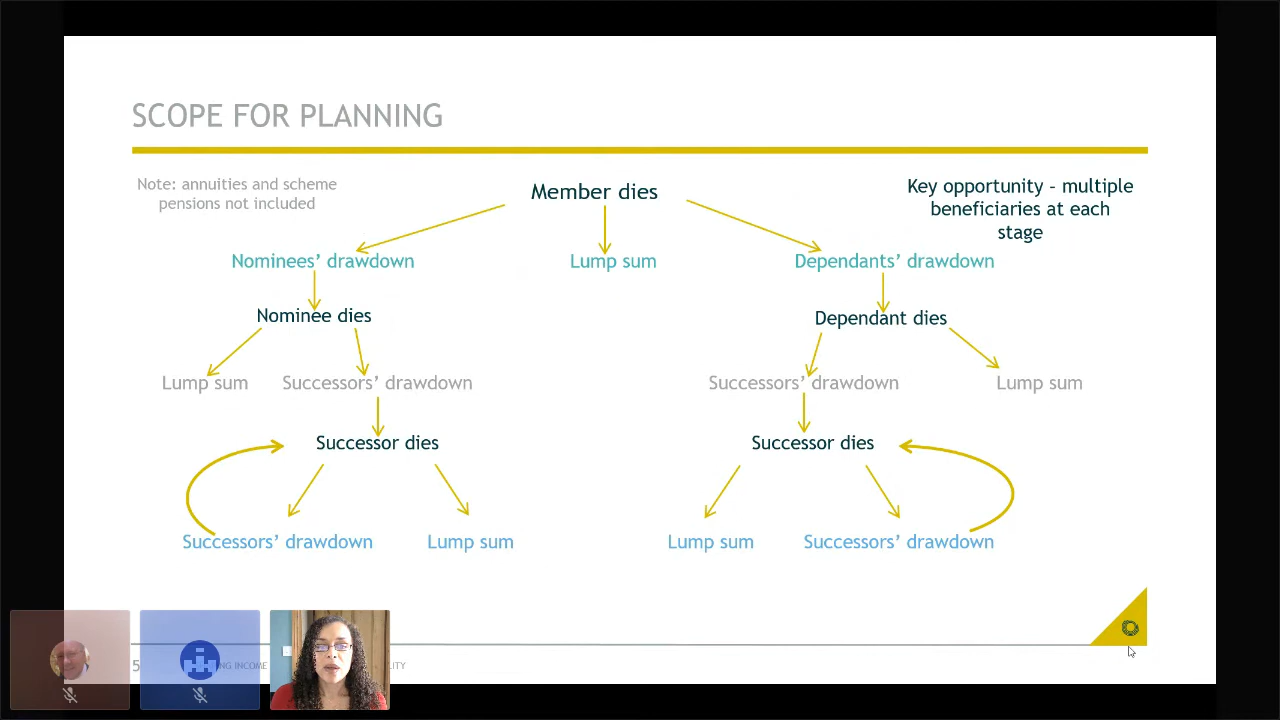 SCOPE FOR PLANNING
Note: annuities and scheme
pensions not included
Member dies
Key opportunity – multiple
beneficiaries at each
stage
Nominees’ drawdown
Lump sum
Dependants’ drawdown
Nominee dies
Dependant dies
Lump sum
Successors’ drawdown
Successors’ drawdown
Lump sum
Successor dies
Successor dies
Successors’ drawdown
Lump sum
Lump sum
Successors’ drawdown
5
INCOME